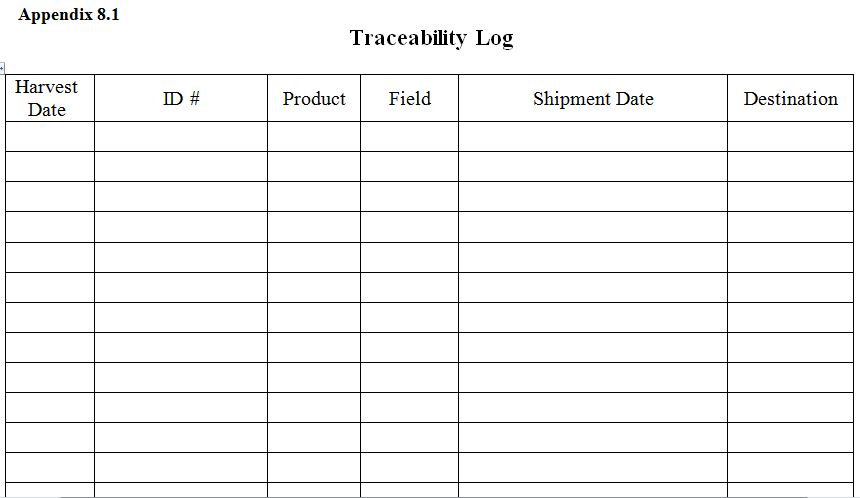 Appendix 8.1
Traceability Log
Harvest Date
ID #
Product
Field
Shipment Date
Destination